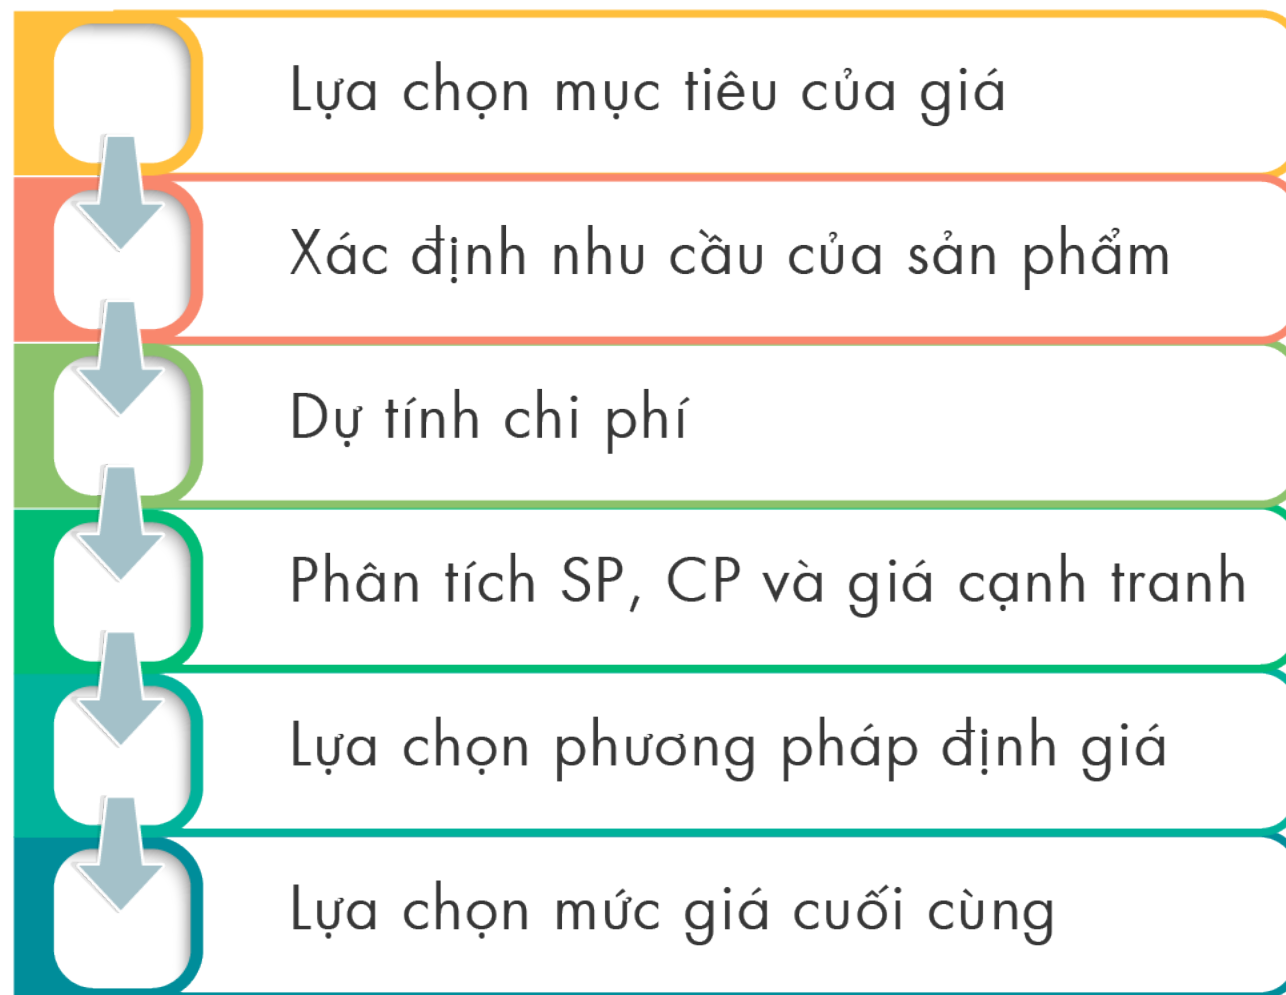 Lựa chọn mục tiêu của giá
Xác định nhu cầu của sản phẩm
Dự tính chi phí
Phân tích SP, CP và giá cạnh tranh
Lựa chọn phương pháp định giá
Lựa chọn mức giá cuối cùng